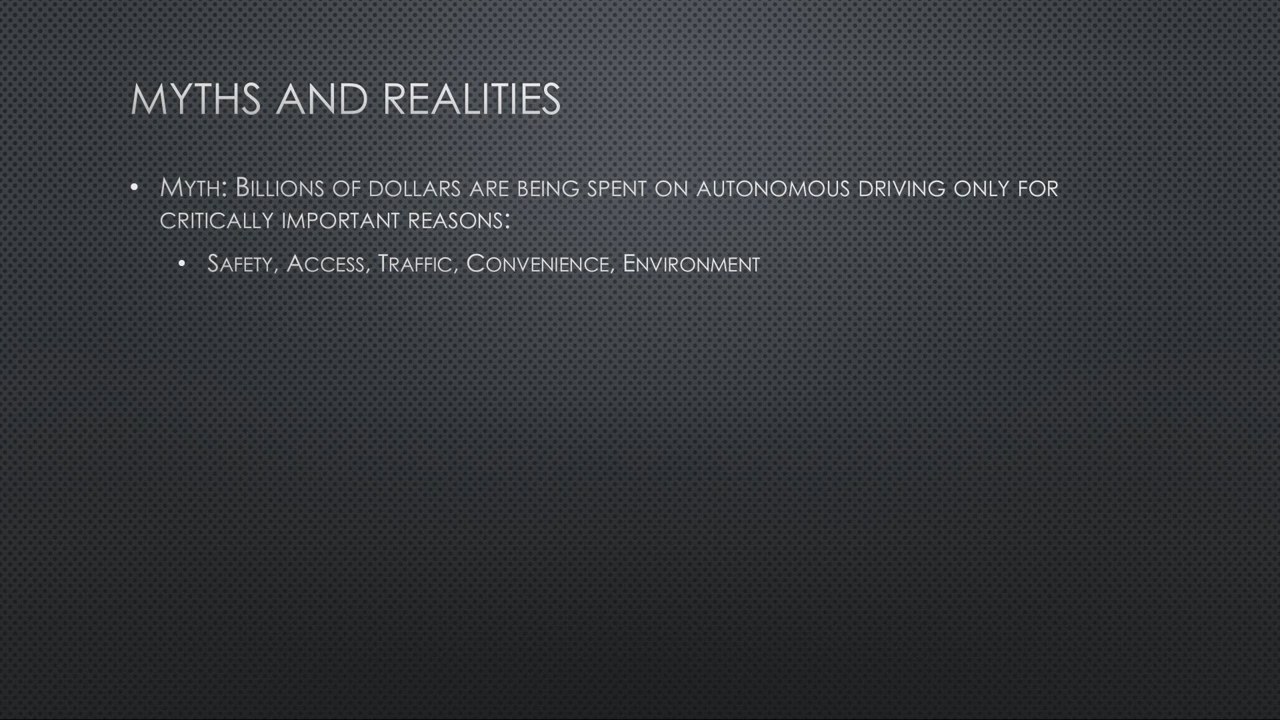 MYTHS AND REALITIES
• MYTH: BILLIONS OF DOLLARS ARE BEING SPENT ON AUTONOMOUS DRIVING ONLY FOR
CRITICALLY IMPORTANT REASONS:
• SAFETY, ACCESS, TRAFFIC, CONVENIENCE, ENVIRONMENT